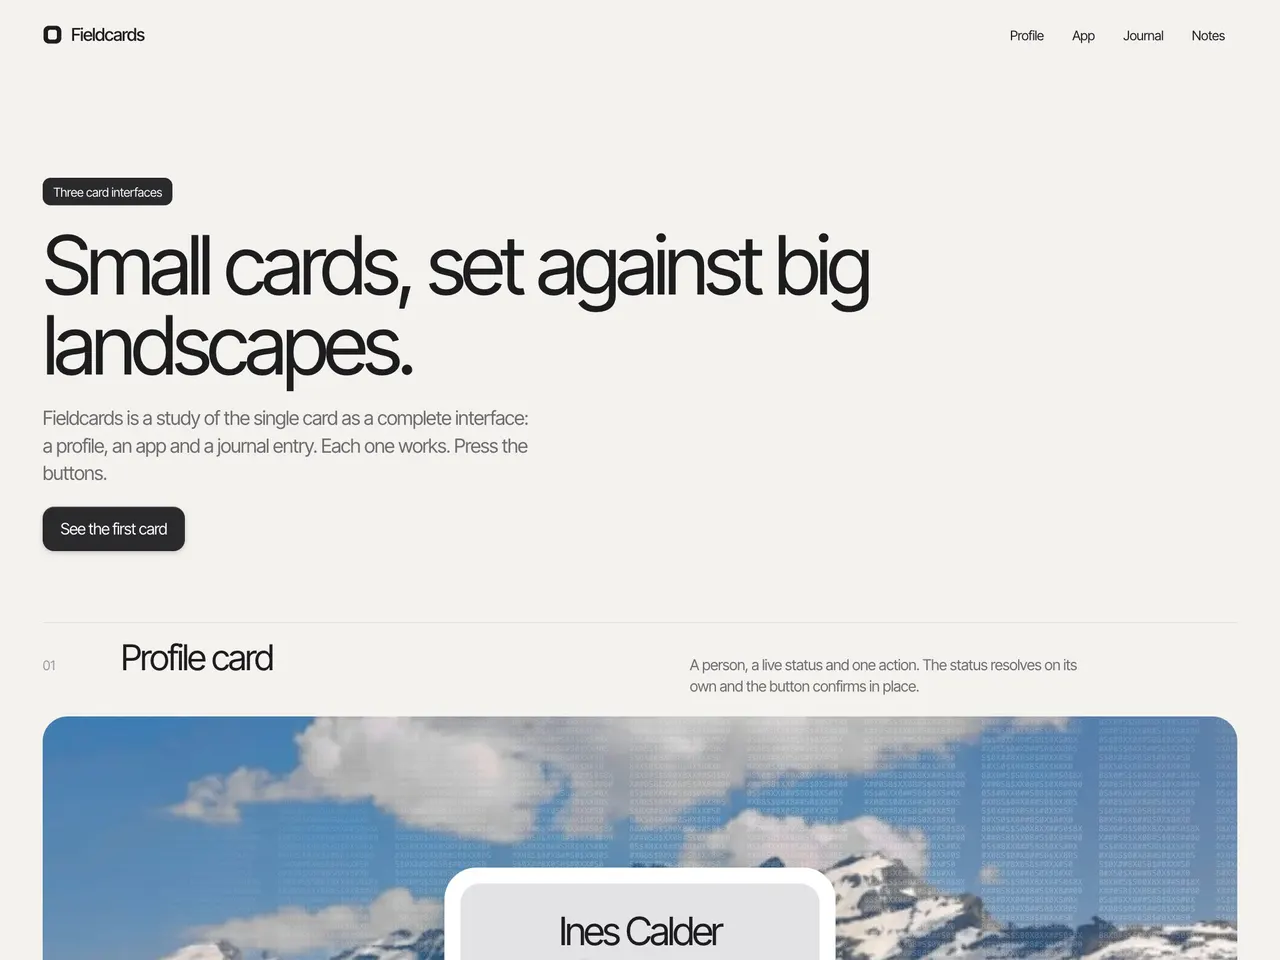 Fieldcards
Profile
App
Journal
Notes
Three card interfaces
Small cards, set against big
landscapes.
Fieldcards is a study of the single card as a complete interface:
a profile, an app and a journal entry. Each one works. Press the
buttons.
See the first card
01
Profile card
A person, a live status and one action. The status resolves on its
own and the button confirms in place.
Ines Calder